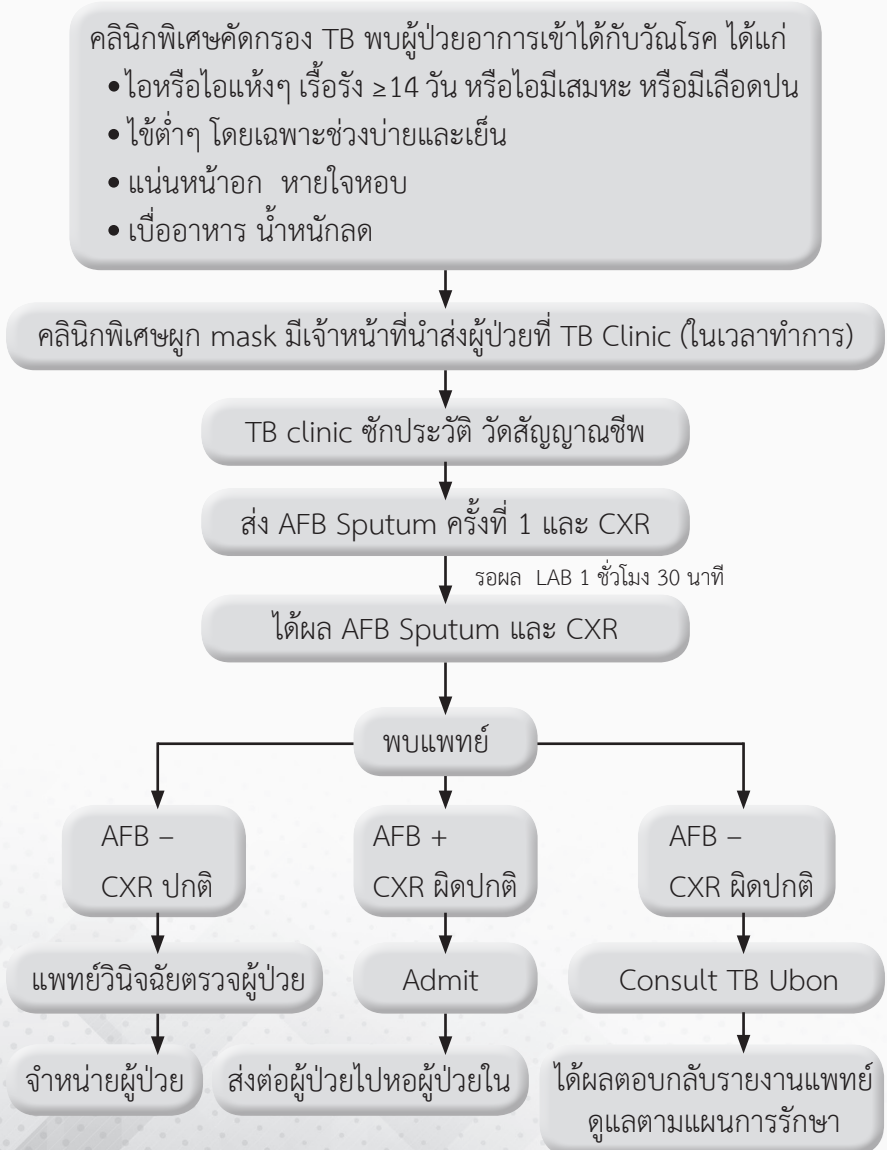 คลินิกพิเศษคัดกรอง TB พบผู้ป่วยอาการเข้าได้กับวัณโรค ได้แก่
• ไอหรือไอแห้งๆ เรื้อรัง ≥14 วัน หรือไอมีเสมหะ หรือมีเลือดปน
• ไข้ต่ำๆ โดยเฉพาะช่วงบ่ายและเย็น
• แน่นหน้าอก หายใจหอบ
• เบื่ออาหาร น้ำหนักลด
คลินิกพิเศษผูก mask มีเจ้าหน้าที่นำส่งผู้ป่วยที่ TB Clinic (ในเวลาทำการ)
TB clinic ซักประวัติ วัดสัญญาณชีพ
ส่ง AFB Sputum ครั้งที่ 1 และ CXR
รอผล LAB 1 ชั่วโมง 30 นาที
ได้ผล AFB Sputum และ CXR
พบแพทย์
AFB –
CXR ปกติ
AFB +
CXR ผิดปกติ
AFB –
CXR ผิดปกติ
แพทย์วินิจฉัยตรวจผู้ป่วย
Admit
Consult TB Ubon
จำหน่ายผู้ป่วย
ส่งต่อผู้ป่วยไปหอผู้ป่วยใน
ได้ผลตอบกลับรายงานแพทย์
ดูแลตามแผนการรักษา